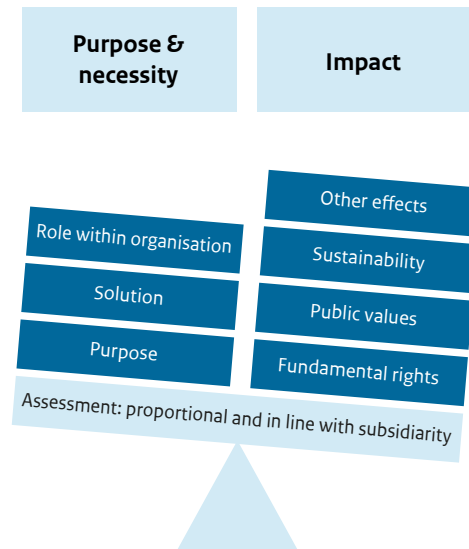 Purpose &
necessity
Impact
Role within organisation
Solution
Purpose
Other effects
Sustainability
Public values
Fundamental rights
Assessment: proportional and in line with subsidiarity